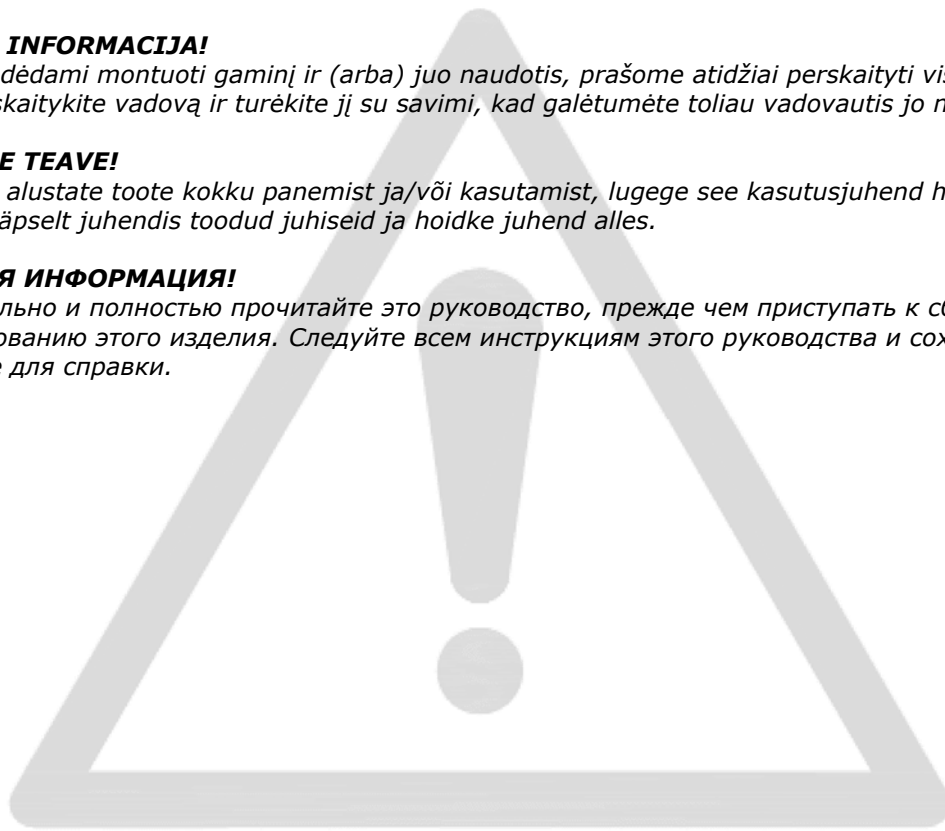 INFORMACIJA!
dėdami montuoti gaminį ir (arba) juo naudotis, prašome atidžiai perskaityti vis
skaitykite vadovą ir turėkite jį su savimi, kad galėtumėte toliau vadovautis jo n
E TEAVE!
alustate toote kokku panemist ja/või kasutamist, lugege see kasutusjuhend h
äpselt juhendis toodud juhiseid ja hoidke juhend alles.
Я ИНФОРМАЦИЯ!
льно и полностью прочитайте это руководство, прежде чем приступать к сб
ованию этого изделия. Следуйте всем инструкциям этого руководства и сох
е для справки.